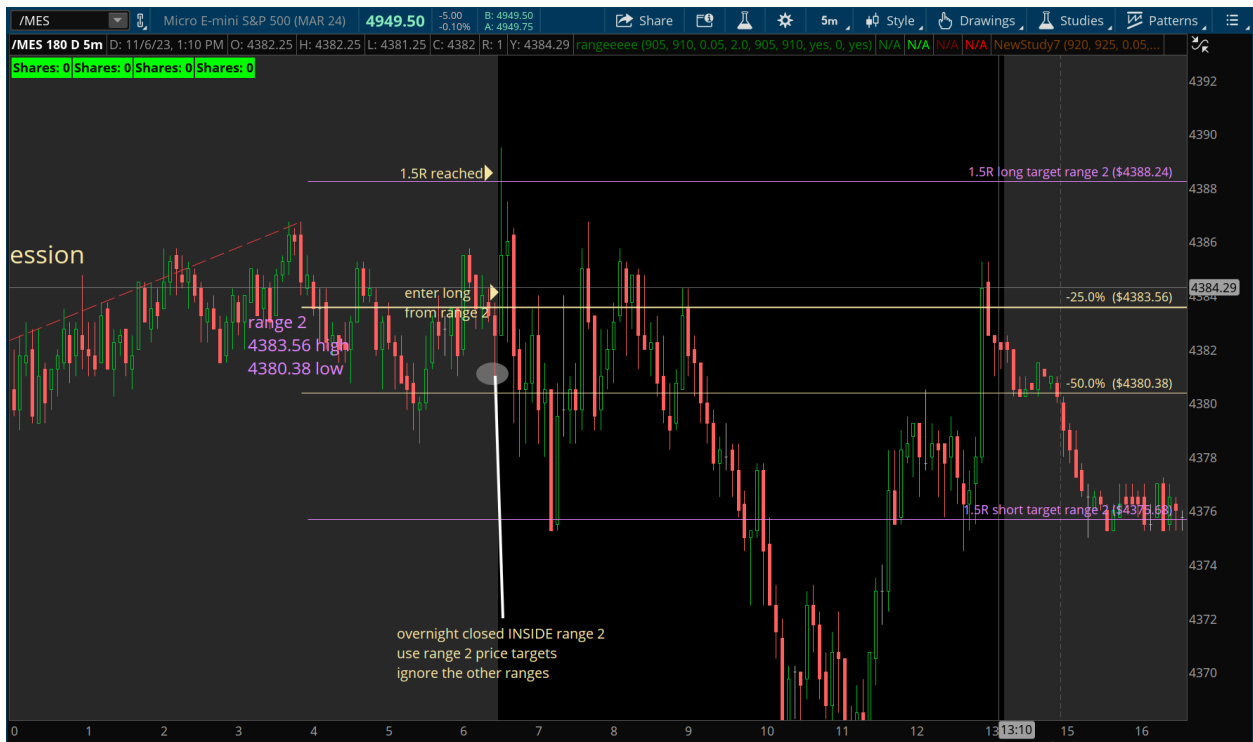 /MES
Micro E-mini S&P 500 (MAR 24)
4949.50
-5.00
-0.10%
B: 4949.50
A: 4949.75
Share
5m
Style
Drawings
Studies
Patterns
/MES 180 D 5m D: 11/6/23, 1:10 PM O: 4382.25 H: 4382.25 L: 4381.25 C: 4382 R: 1 Y: 4384.29 rangeeeee (905, 910, 0.05, 2.0, 905, 910, yes, 0, yes) N/A N/A N/A N/A NewStudy7 (920, 925, 0.05,...
Shares: 0 Shares: 0 Shares: 0 Shares: 0
4392
4390
1.5R reached
1.5R long target range 2 ($4388.24)
4388
4386
ession
4384.29
4384
enter long
from range 2
-25.0% ($4383.56)
range 2
4383.56 high
4380.38 low
4382
-50.0% ($4380.38)
4380
4378
1.5R short target range 2 ($4375.63)
4376
4374
4372
overnight closed INSIDE range 2
use range 2 price targets
ignore the other ranges
4370
0 1 2 3 4 5 6 7 8 9 10 11 12 13 13:10 15 16